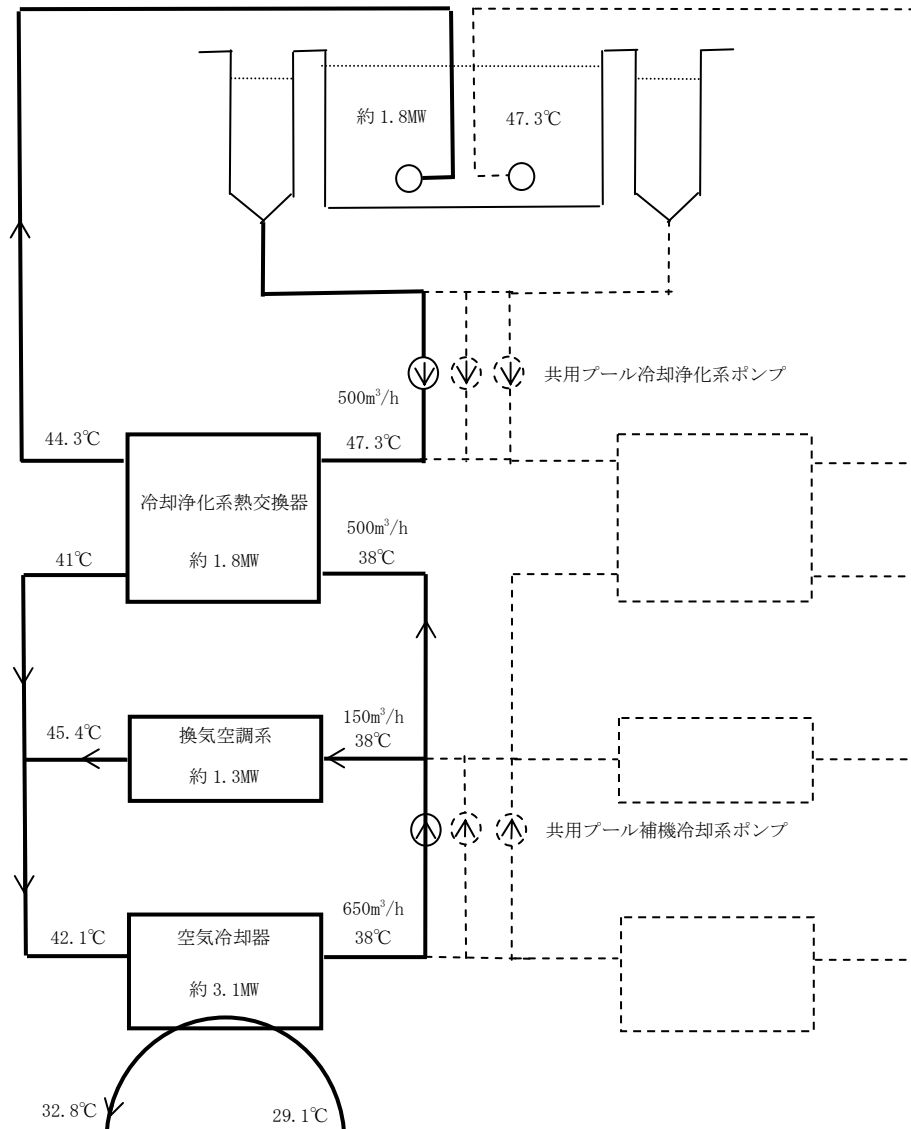 約1.8MW
47.3℃
共用プール冷却浄化系ポンプ
500m³/h
44.3℃
47.3℃
冷却浄化系熱交換器
500m³/h
約1.8MW
41℃
38℃
150m³/h
45.4℃
換気空調系
38℃
約1.3MW
共用プール補機冷却系ポンプ
650m³/h
42.1℃
空気冷却器
38℃
約3.1MW
32.8℃
29.1℃